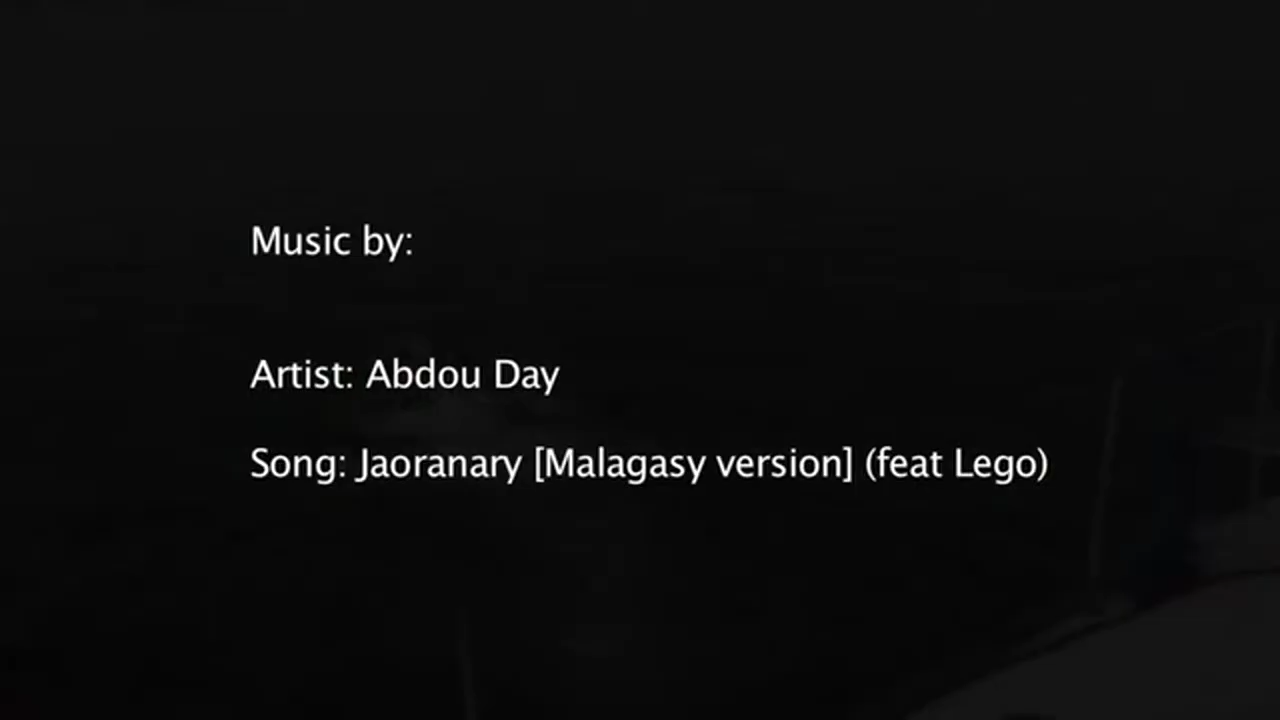 Music by:
Artist: Abdou Day
Song: Jaoranary [Malagasy version] (feat Lego)